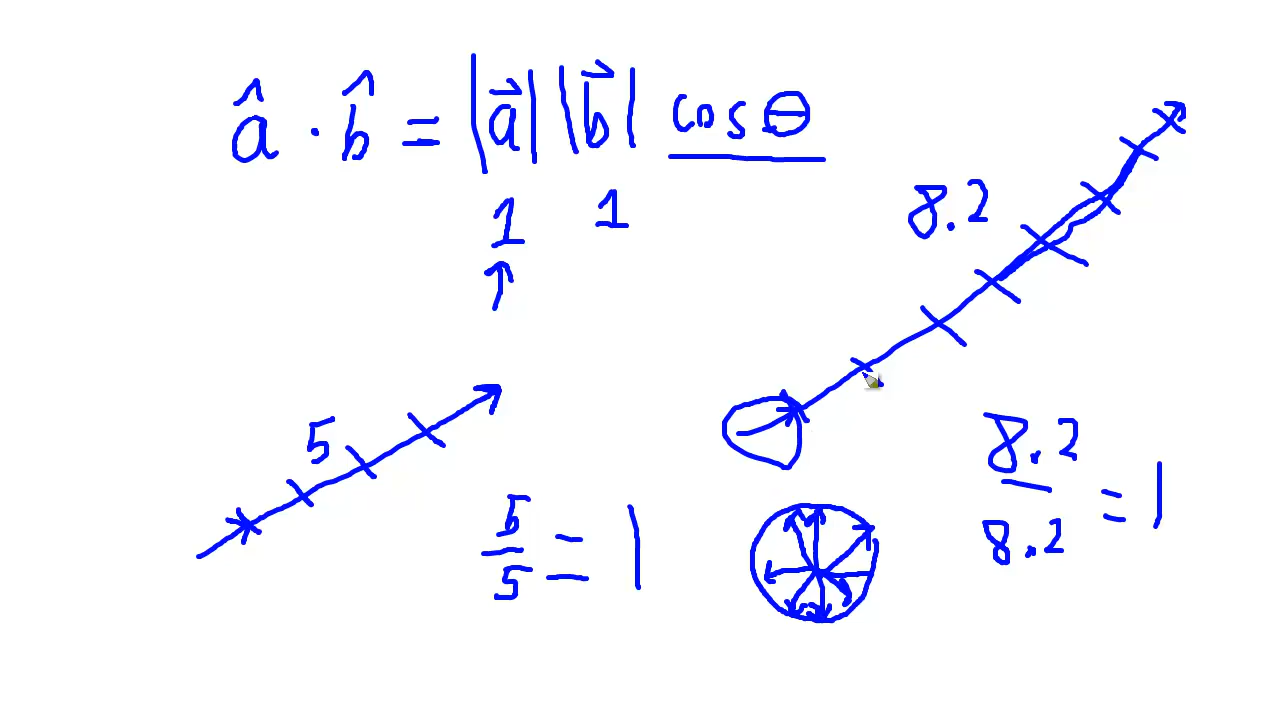 â · b̂ = |a⃗| |b⃗| cos θ
1 1
8.2
5
5/5 = 1
8.2/8.2 = 1